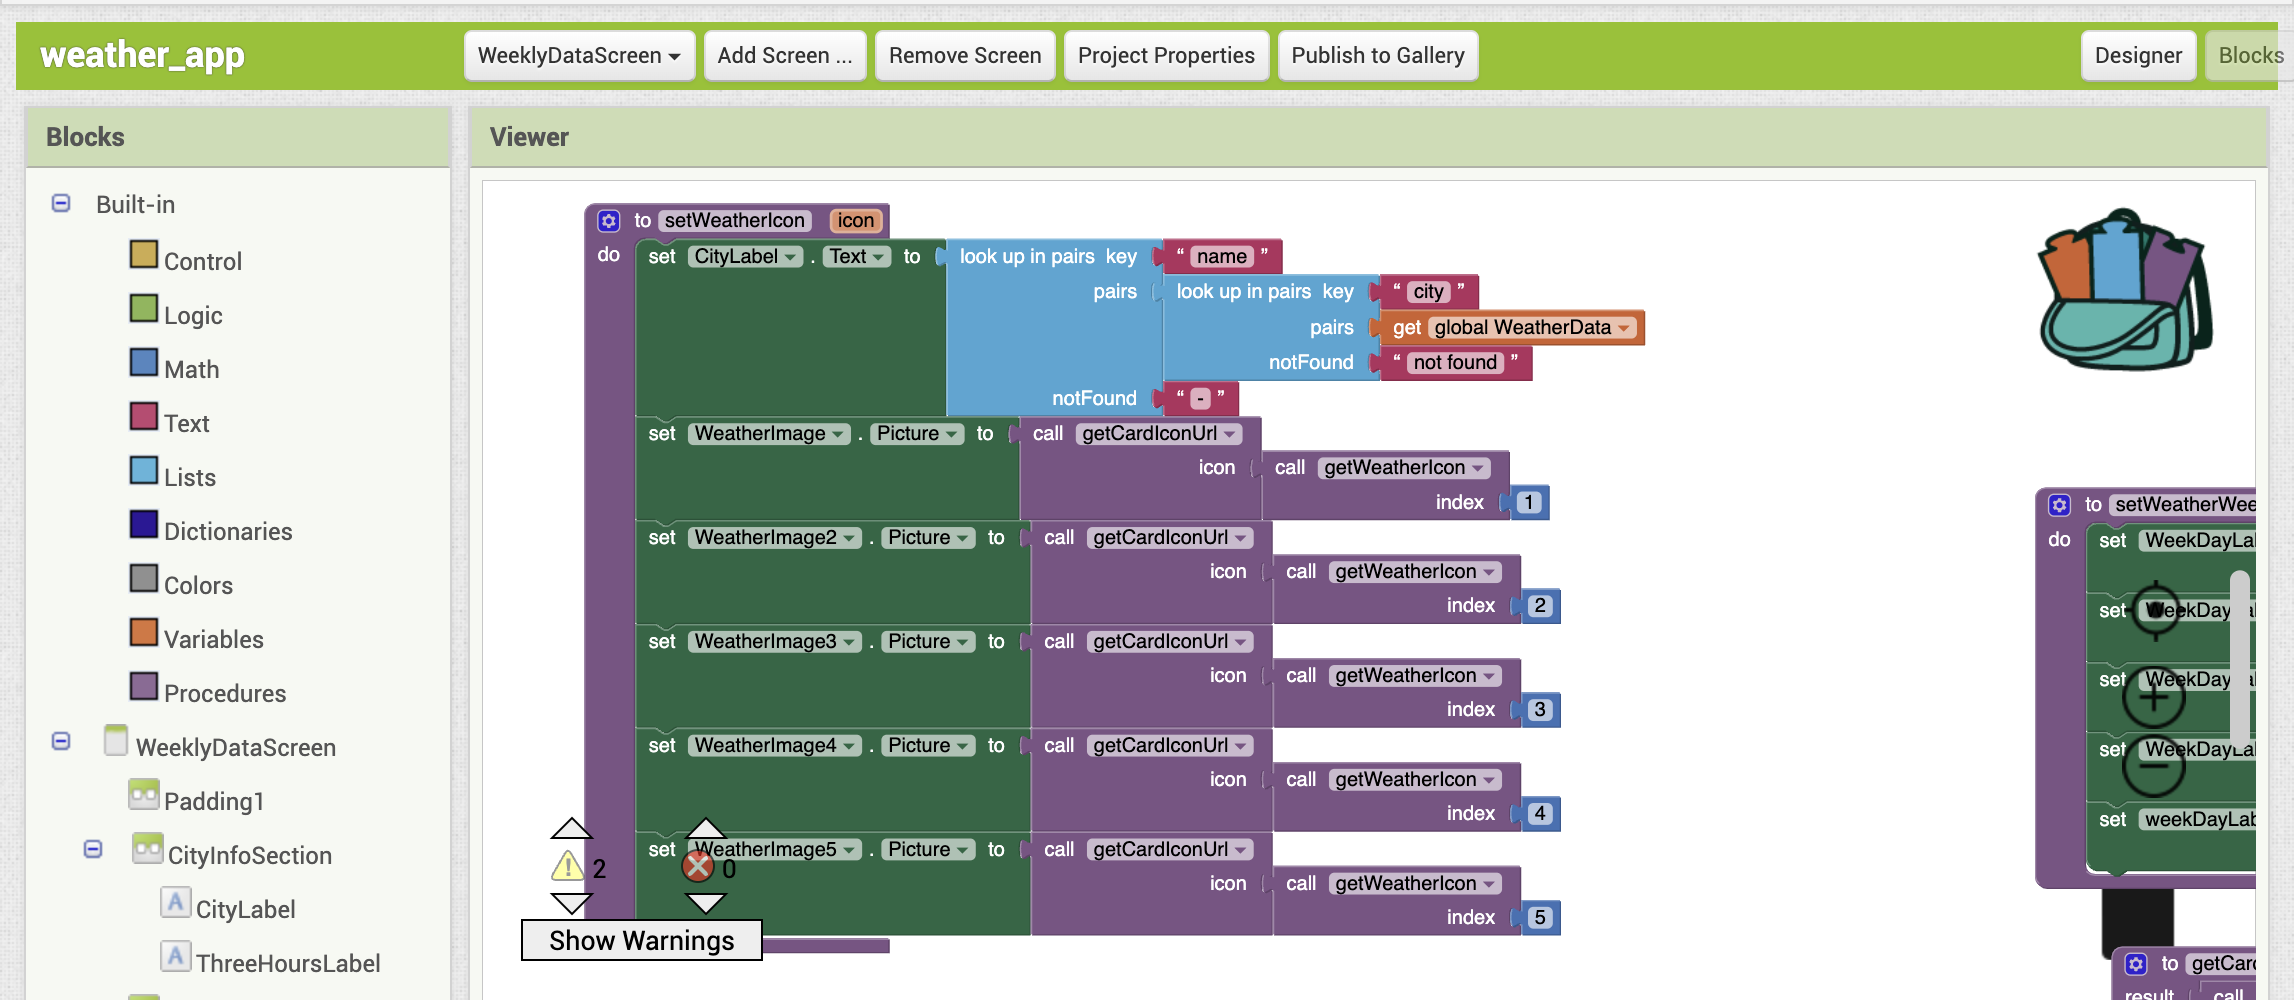 weather_app WeeklyDataScreen Add Screen ... Remove Screen Project Properties Publish to Gallery Designer Blocks
Blocks
Viewer
Built-in
Control
Logic
Math
Text
Lists
Dictionaries
Colors
Variables
Procedures
WeeklyDataScreen
Padding1
CityInfoSection
CityLabel
ThreeHoursLabel
to setWeatherIcon icon
do set CityLabel . Text to look up in pairs key “ name ”
pairs look up in pairs key “ city ”
pairs get global WeatherData
notFound “ not found ”
notFound “ - ”
set WeatherImage . Picture to call getCardIconUrl
icon call getWeatherIcon
index 1
set WeatherImage2 . Picture to call getCardIconUrl
icon call getWeatherIcon
index 2
set WeatherImage3 . Picture to call getCardIconUrl
icon call getWeatherIcon
index 3
set WeatherImage4 . Picture to call getCardIconUrl
icon call getWeatherIcon
index 4
set WeatherImage5 . Picture to call getCardIconUrl
icon call getWeatherIcon
index 5
2 0
Show Warnings
to setWeatherWee
do set WeekDayLa
set WeekDayLa
set WeekDay
set WeekDayLa
set weekDayLab
to getCard
result call